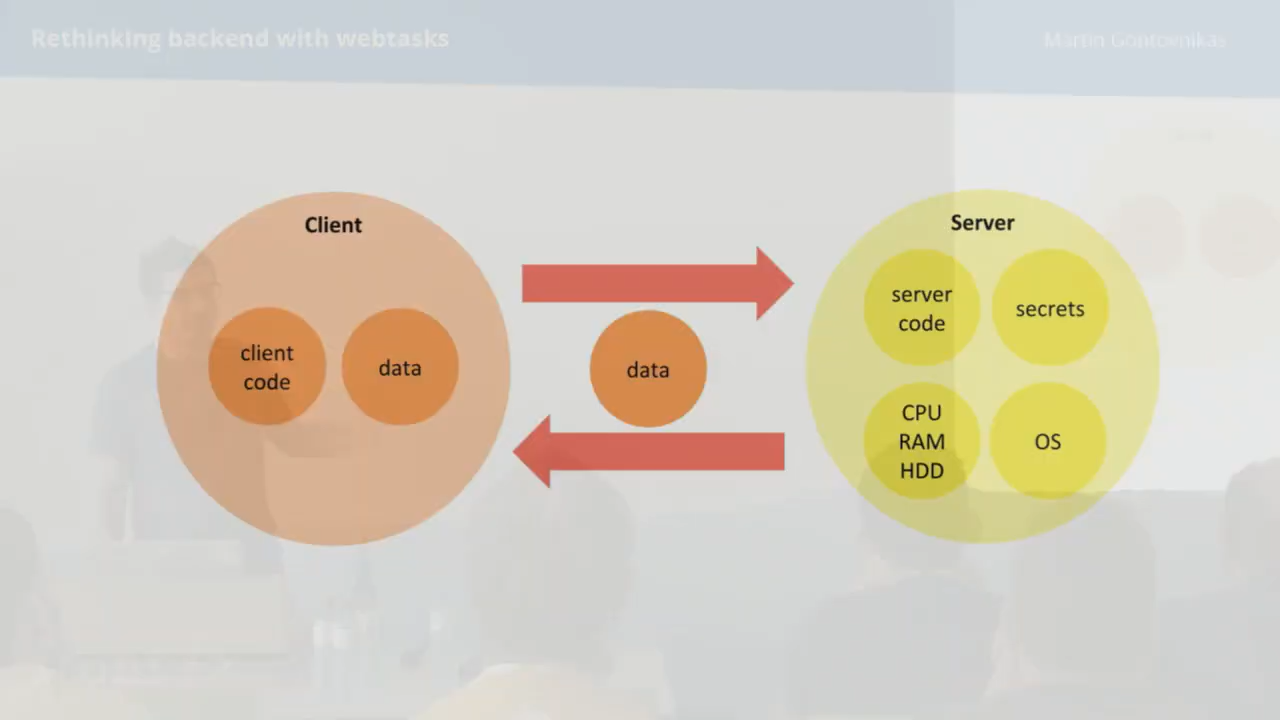 Rethinking backend with webtasks
Martin Gontovnikas
Client
client
code
data
data
Server
server
code
secrets
CPU
RAM
HDD
OS